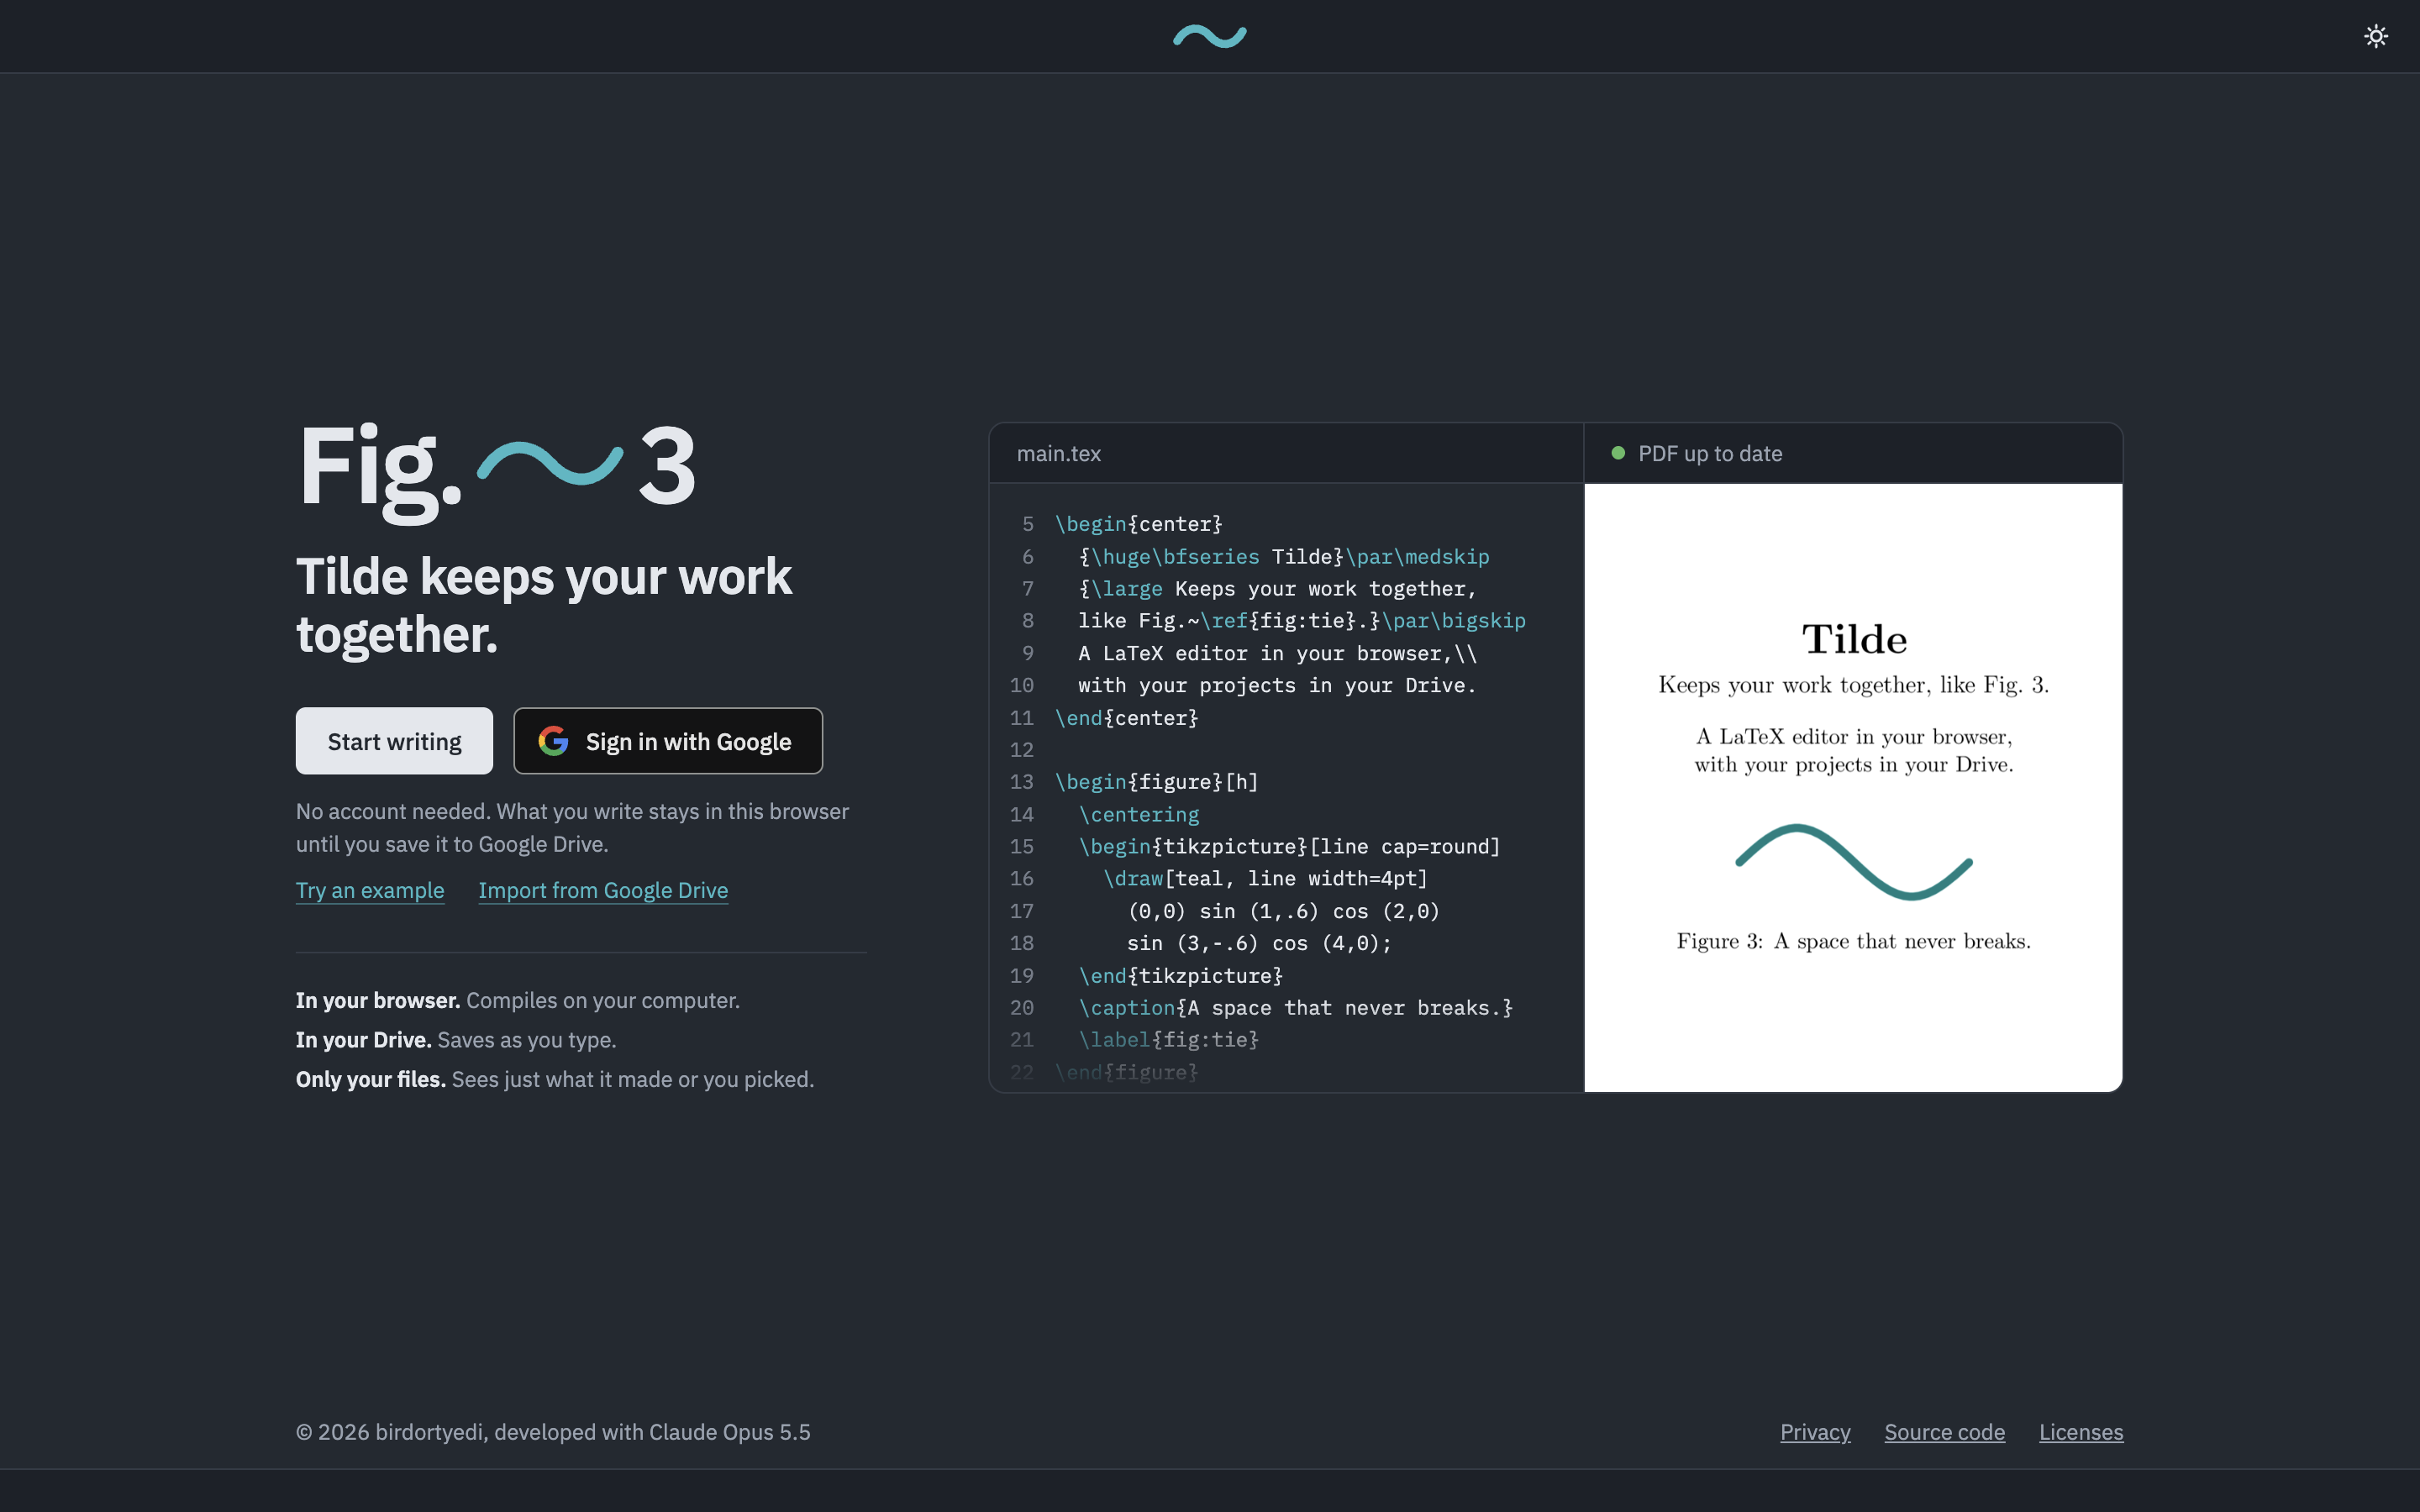 Fig. ~ 3
Tilde keeps your work
together.
Start writing
Sign in with Google
No account needed. What you write stays in this browser
until you save it to Google Drive.
Try an example
Import from Google Drive
In your browser. Compiles on your computer.
In your Drive. Saves as you type.
Only your files. Sees just what it made or you picked.
main.tex
5 \begin{center}
6 {\huge\bfseries Tilde}\par\medskip
7 {\large Keeps your work together,
8 like Fig.~\ref{fig:tie}.}\par\bigskip
9 A LaTeX editor in your browser,\\
10 with your projects in your Drive.
11 \end{center}
12
13 \begin{figure}[h]
14 \centering
15 \begin{tikzpicture}[line cap=round]
16 \draw[teal, line width=4pt]
17 (0,0) sin (1,.6) cos (2,0)
18 sin (3,-.6) cos (4,0);
19 \end{tikzpicture}
20 \caption{A space that never breaks.}
21 \label{fig:tie}
22 \end{figure}
PDF up to date
Tilde
Keeps your work together, like Fig. 3.
A LaTeX editor in your browser,
with your projects in your Drive.
Figure 3: A space that never breaks.
© 2026 birdortyedi, developed with Claude Opus 5.5
Privacy
Source code
Licenses